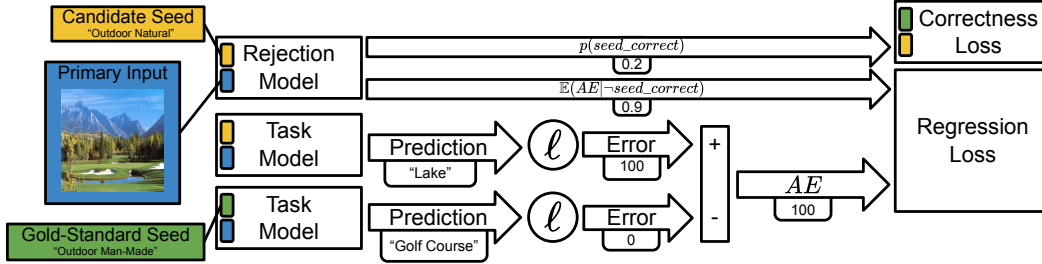 Candidate Seed
“Outdoor Natural”
Primary Input
Gold-Standard Seed
“Outdoor Man-Made”
Rejection
Model
p(seed_correct)
0.2
𝔼(AE|¬seed_correct)
0.9
Correctness
Loss
Task
Model
Prediction
“Lake”
ℓ
Error
100
Task
Model
Prediction
“Golf Course”
ℓ
Error
0
+
-
AE
100
Regression
Loss